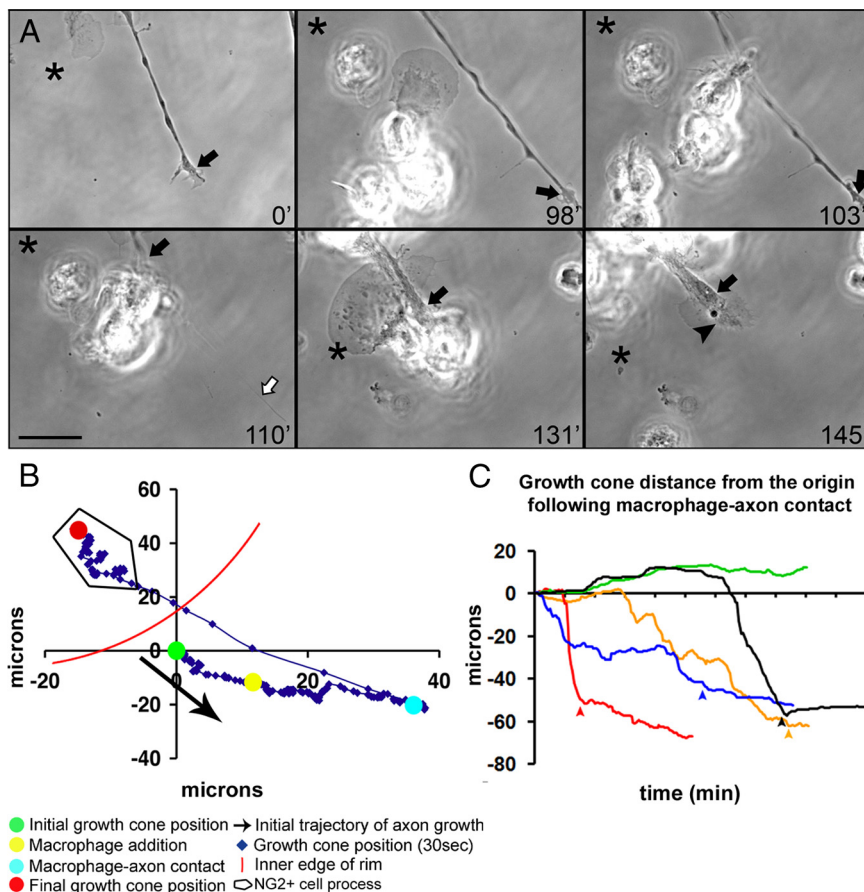 A
*
0'
*
98'
*
103'
*
110'
*
131'
*
145
B
60
40
20
0
-20
-40
-20
0
20
40
microns
microns
C
Growth cone distance from the origin
following macrophage-axon contact
20
0
-20
-40
-60
-80
microns
time (min)
Initial growth cone position
Initial trajectory of axon growth
Macrophage addition
Growth cone position (30sec)
Macrophage-axon contact
Inner edge of rim
Final growth cone position
NG2+ cell process